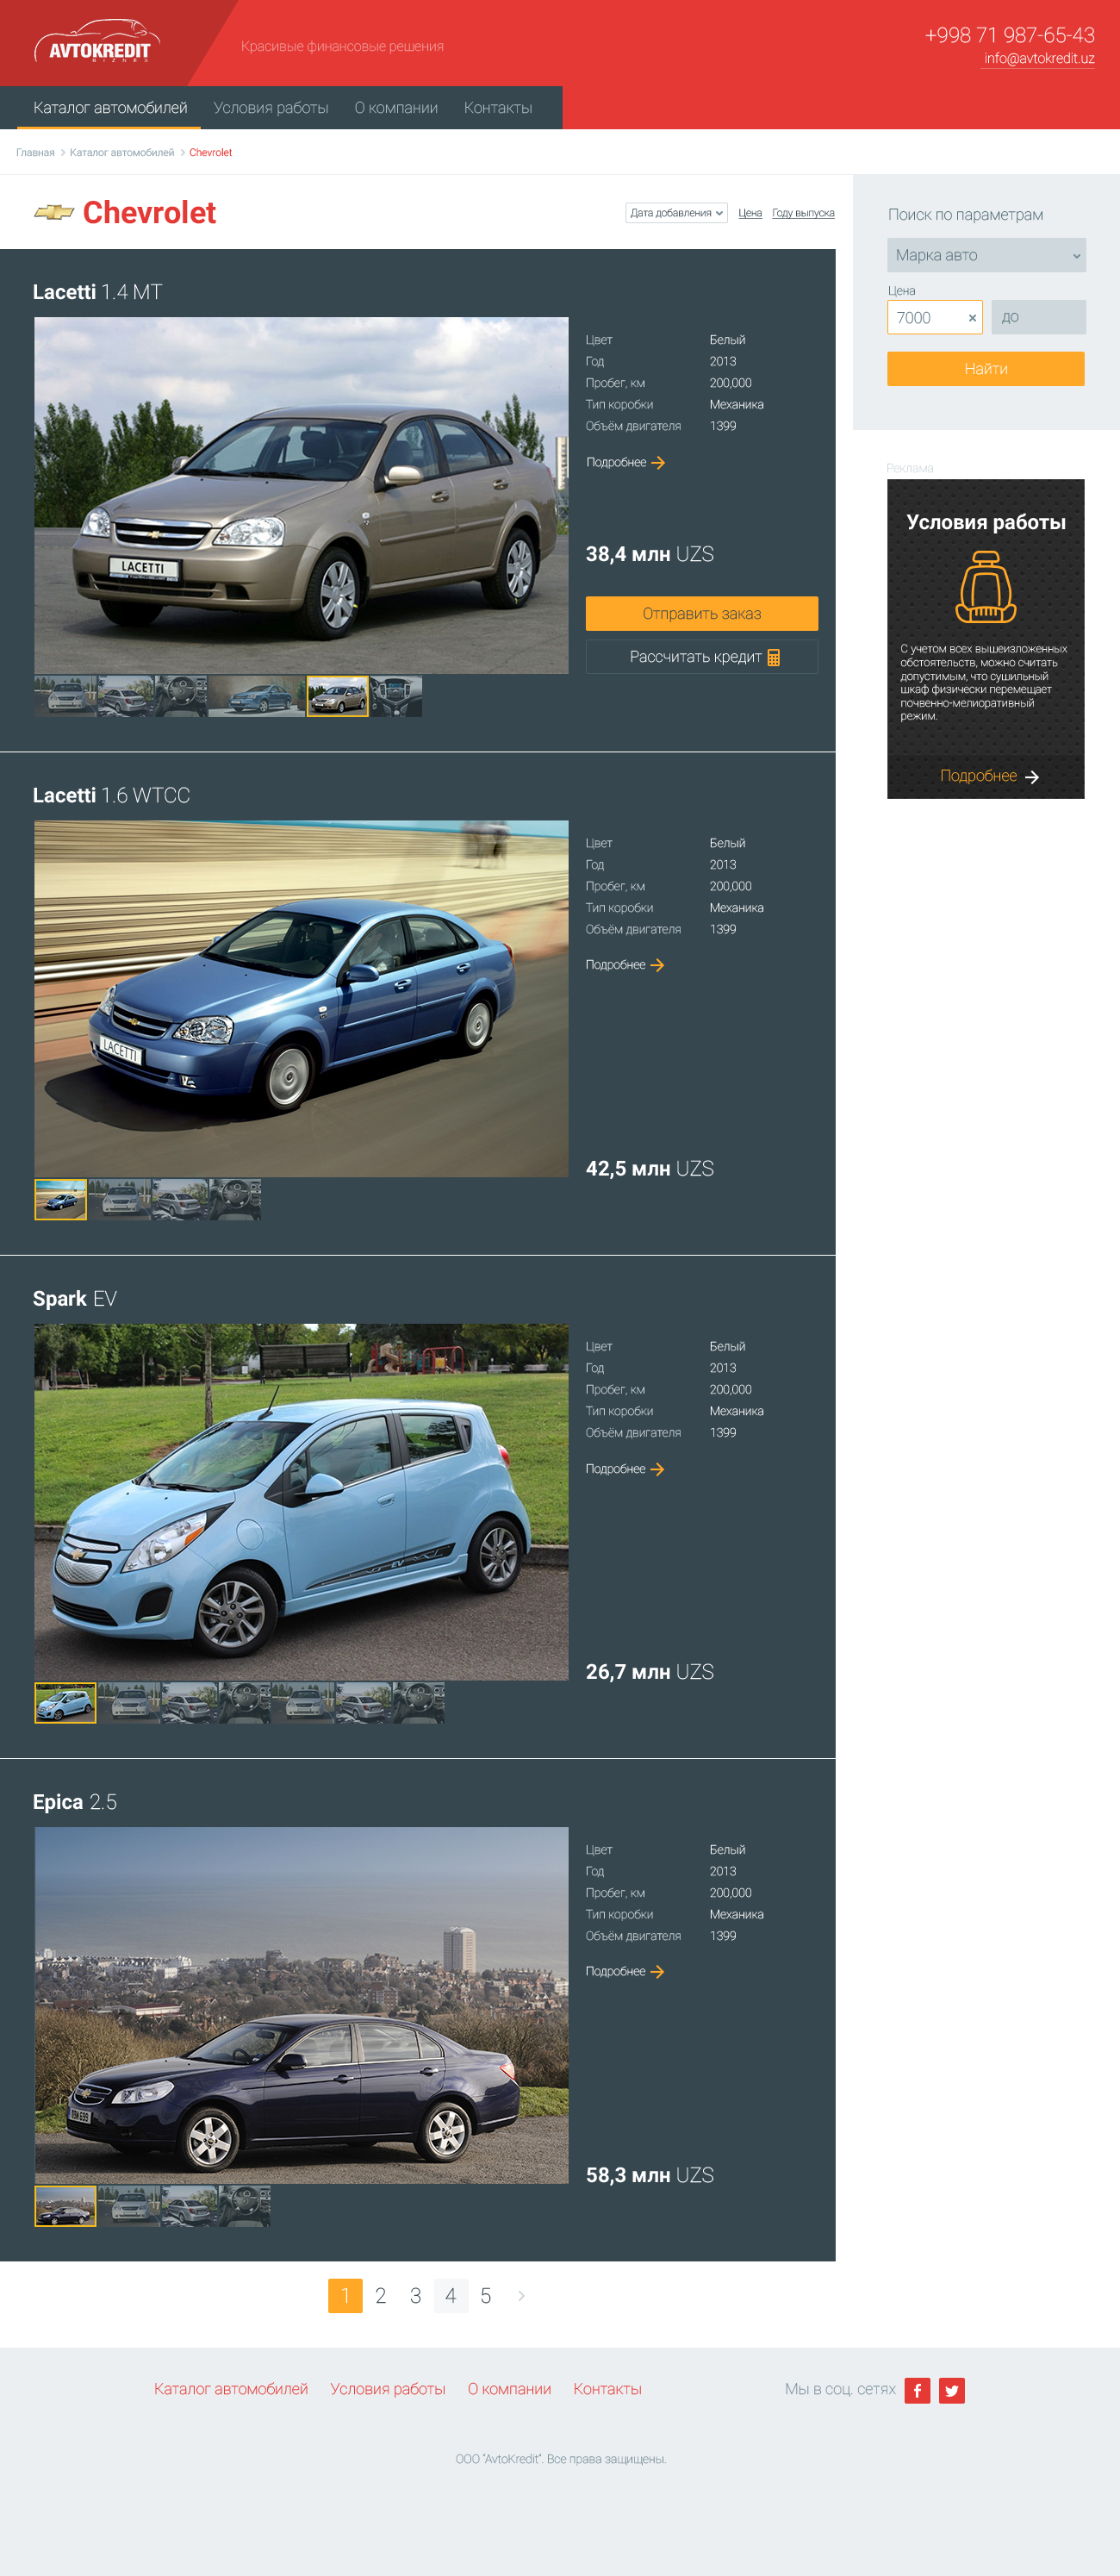 AVTOKREDIT
BIZNES
Красивые финансовые решения
+998 71 987-65-43
info@avtokredit.uz
Каталог автомобилей Условия работы О компании Контакты
Главная Каталог автомобилей Chevrolet
Chevrolet
Дата добавления Цена Году выпуска
Поиск по параметрам
Марка авто
Цена
7000 × до
Найти
Реклама
Условия работы
С учетом всех вышеизложенных
обстоятельств, можно считать
допустимым, что сушильный
шкаф физически перемещает
почвенно-мелиоративный
режим.
Подробнее
Lacetti 1.4 MT
LACETTI
Цвет Белый
Год 2013
Пробег, км 200,000
Тип коробки Механика
Объём двигателя 1399
Подробнее
38,4 млн UZS
Отправить заказ
Рассчитать кредит
Lacetti 1.6 WTCC
LACETTI
Цвет Белый
Год 2013
Пробег, км 200,000
Тип коробки Механика
Объём двигателя 1399
Подробнее
42,5 млн UZS
Spark EV
EV
Цвет Белый
Год 2013
Пробег, км 200,000
Тип коробки Механика
Объём двигателя 1399
Подробнее
26,7 млн UZS
Epica 2.5
Цвет Белый
Год 2013
Пробег, км 200,000
Тип коробки Механика
Объём двигателя 1399
Подробнее
58,3 млн UZS
1 2 3 4 5
Каталог автомобилей Условия работы О компании Контакты
Мы в соц. сетях
ООО "AvtoKredit". Все права защищены.